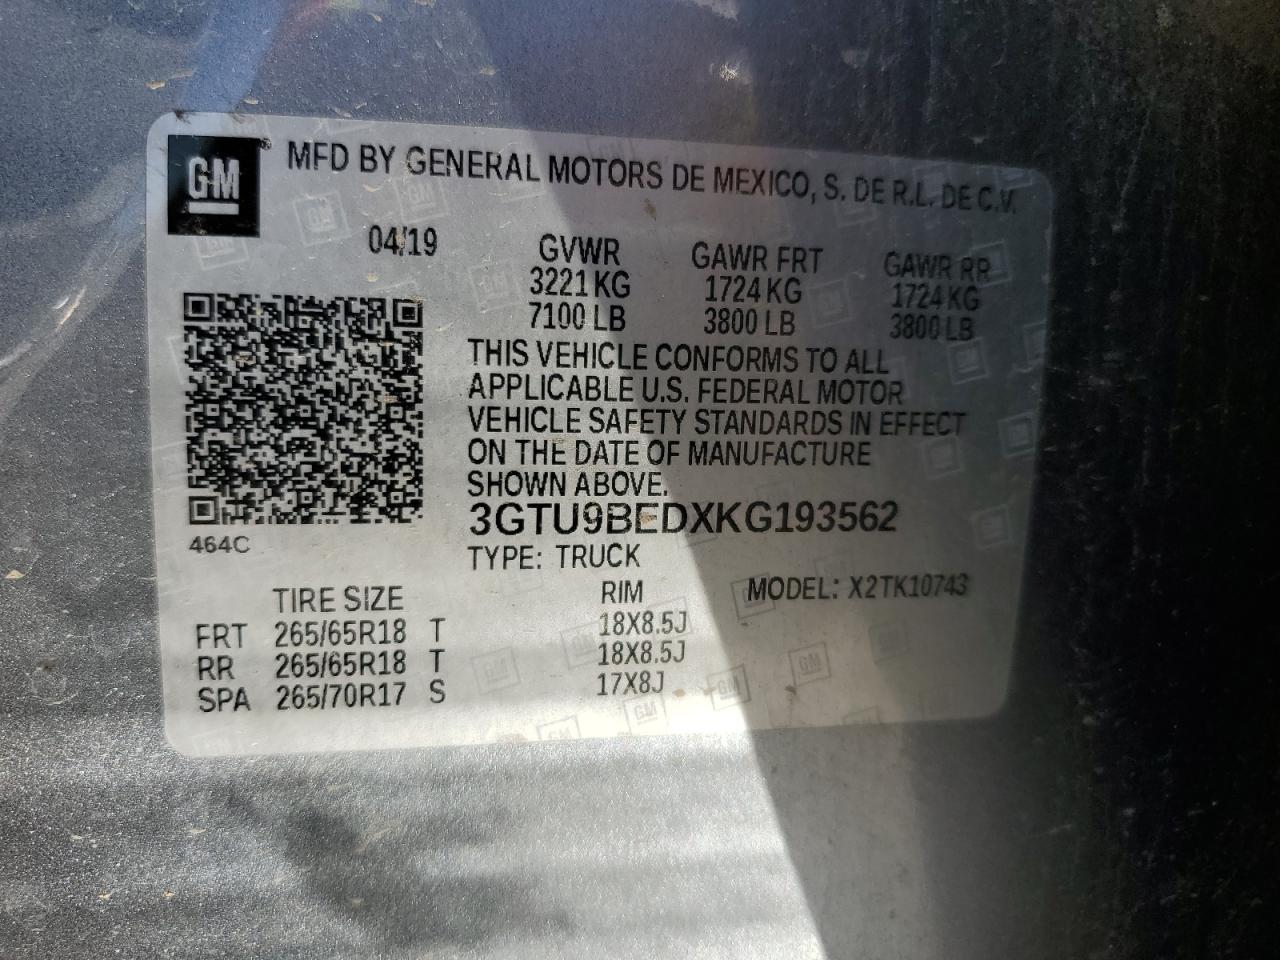 GM MFD BY GENERAL MOTORS DE MEXICO, S. DE R.L. DE C.V.
04/19 GVWR GAWR FRT GAWR RR
3221 KG 1724 KG 1724 KG
7100 LB 3800 LB 3800 LB
THIS VEHICLE CONFORMS TO ALL
APPLICABLE U.S. FEDERAL MOTOR
VEHICLE SAFETY STANDARDS IN EFFECT
ON THE DATE OF MANUFACTURE
SHOWN ABOVE.
3GTU9BEDXKG193562
464C
TYPE: TRUCK
TIRE SIZE RIM MODEL: X2TK10743
FRT 265/65R18 T 18X8.5J
RR 265/65R18 T 18X8.5J
SPA 265/70R17 S 17X8J